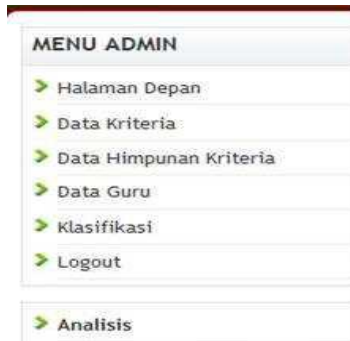 MENU ADMIN
Halaman Depan
Data Kriteria
Data Himpunan Kriteria
Data Guru
Klasifikasi
Logout
Analisis